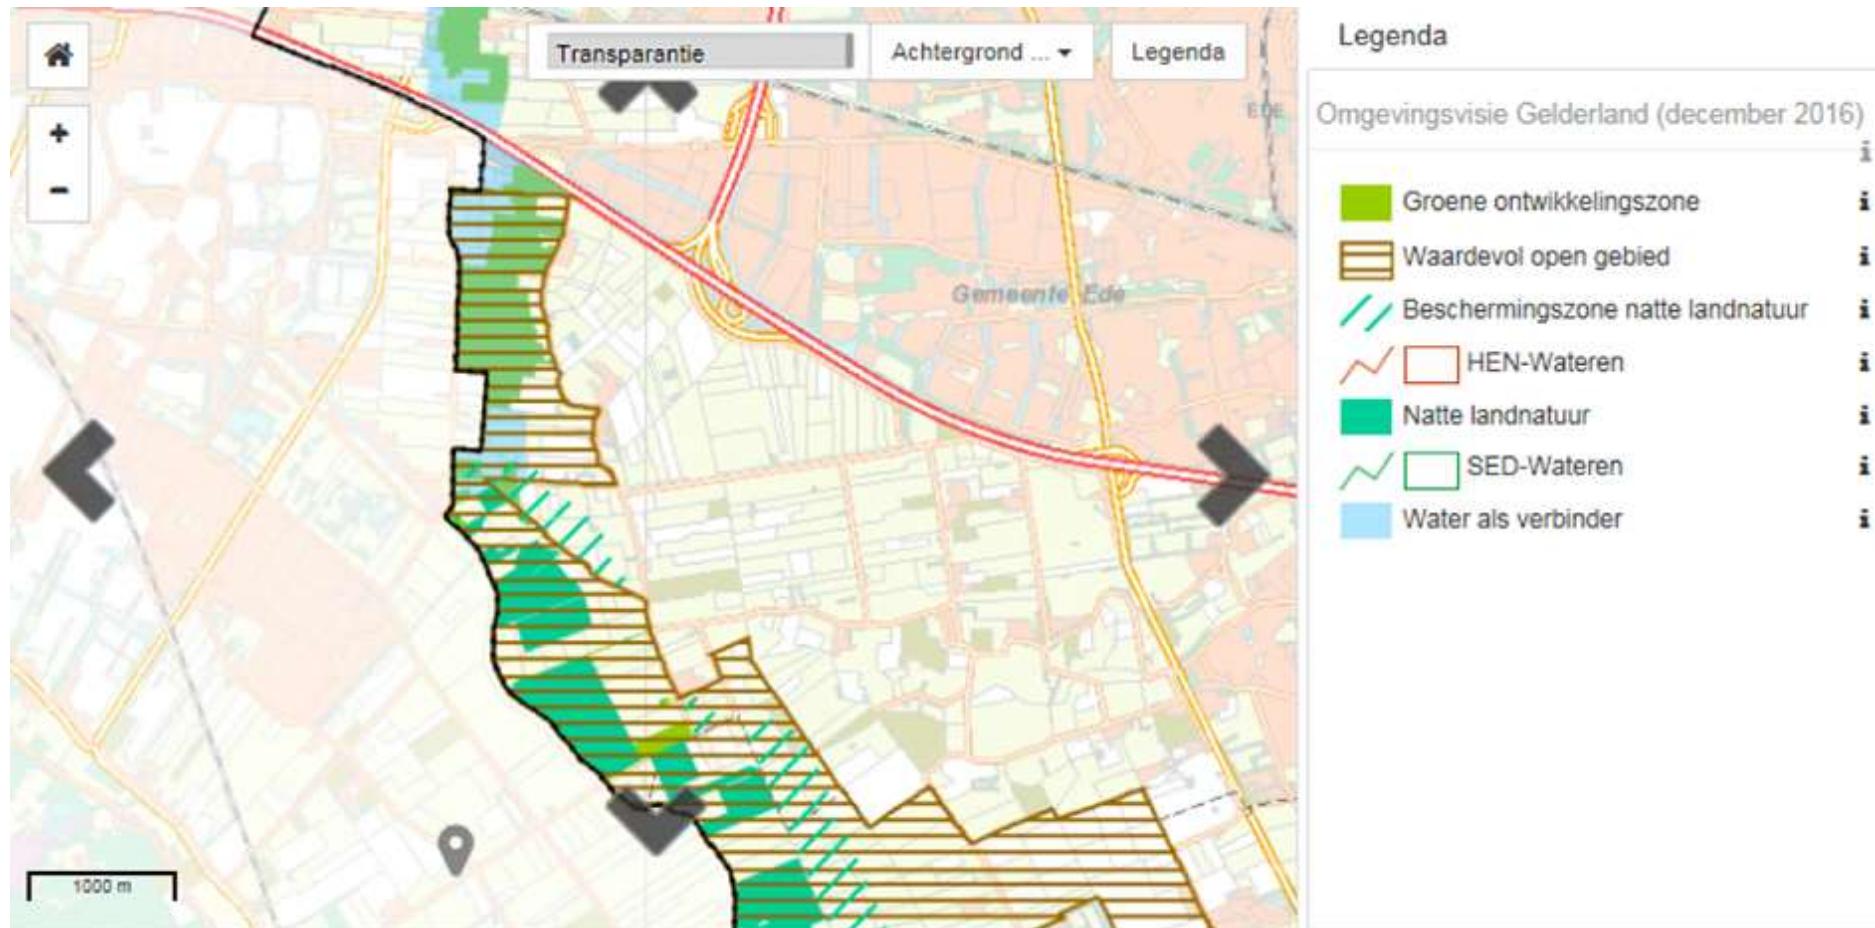 Transparantie
Achtergrond ...
Legenda
+
−
EDE
Gemeente Ede
1000 m
Legenda
Omgevingsvisie Gelderland (december 2016)
i
Groene ontwikkelingszone i
Waardevol open gebied i
Beschermingszone natte landnatuur i
HEN-Wateren i
Natte landnatuur i
SED-Wateren i
Water als verbinder i